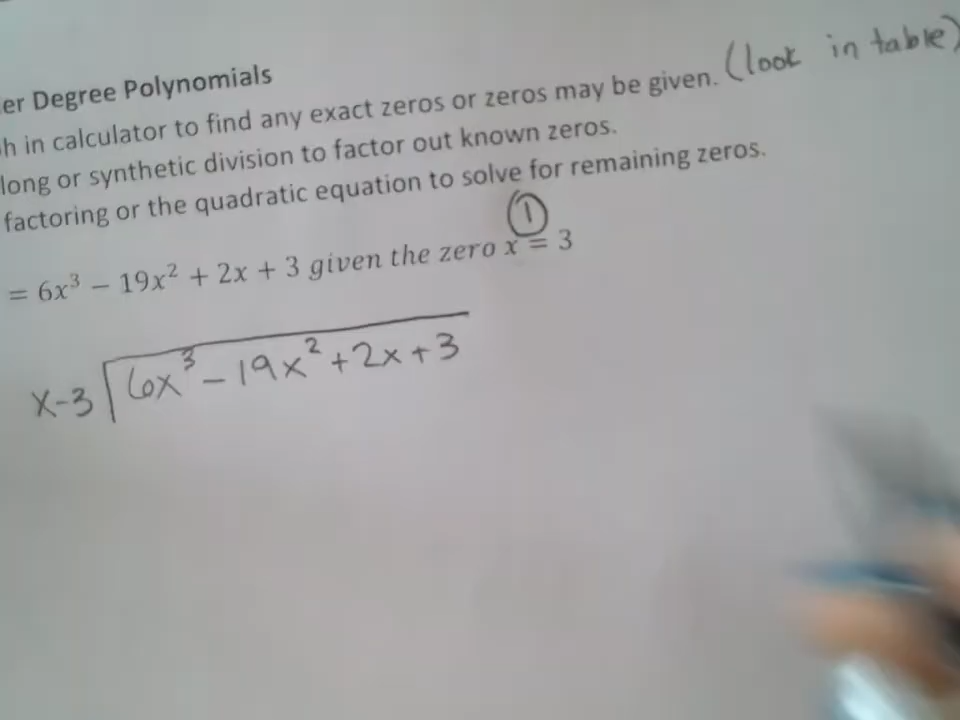 er Degree Polynomials
h in calculator to find any exact zeros or zeros may be given. (look in table)
long or synthetic division to factor out known zeros.
factoring or the quadratic equation to solve for remaining zeros.
①
= 6x³ − 19x² + 2x + 3 given the zero x = 3
x-3 6x³ - 19x² + 2x + 3